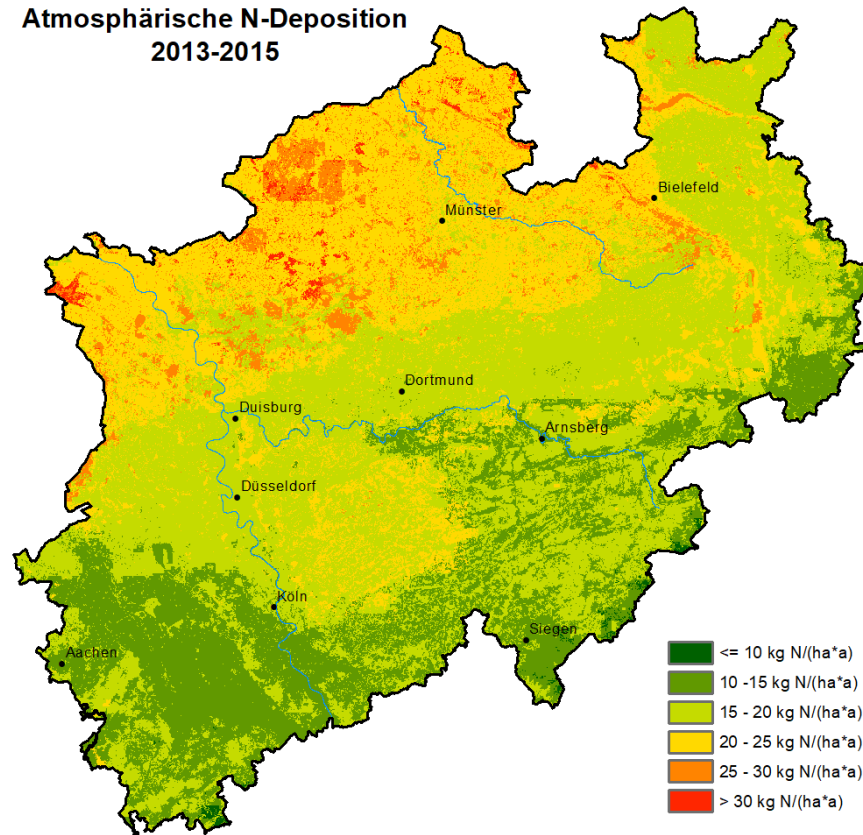 Atmosphärische N-Deposition
2013-2015
Bielefeld
Münster
Dortmund
Duisburg
Arnsberg
Düsseldorf
Köln
Siegen
Aachen
<= 10 kg N/(ha*a)
10 -15 kg N/(ha*a)
15 - 20 kg N/(ha*a)
20 - 25 kg N/(ha*a)
25 - 30 kg N/(ha*a)
> 30 kg N/(ha*a)